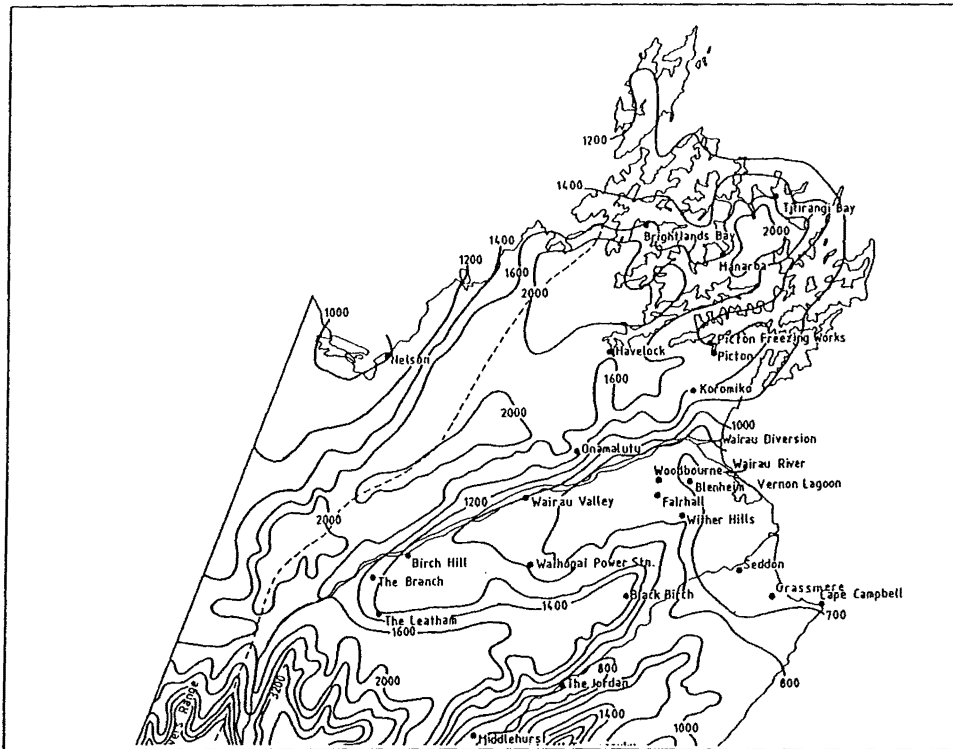 1200
1400
Titirangi Bay
Brightlands Bay
2000
1400
1200
1600
Manaroa
2000
1000
Nelson
Havelock
Picton Freezing Works
Picton
1600
Koromiko
2000
1000
Wairau Diversion
Onamalutu
Wairau River
Woodbourne
Blenheim
Vernon Lagoon
1200
Wairau Valley
Fairhall
Wither Hills
2000
Birch Hill
Waihopai Power Stn.
Seddon
The Branch
Grassmere
Black Birch
Cape Campbell
1400
700
The Leatham
1600
800
2000
800
The Jordan
3200
Range
1400
1000
Middlehurst